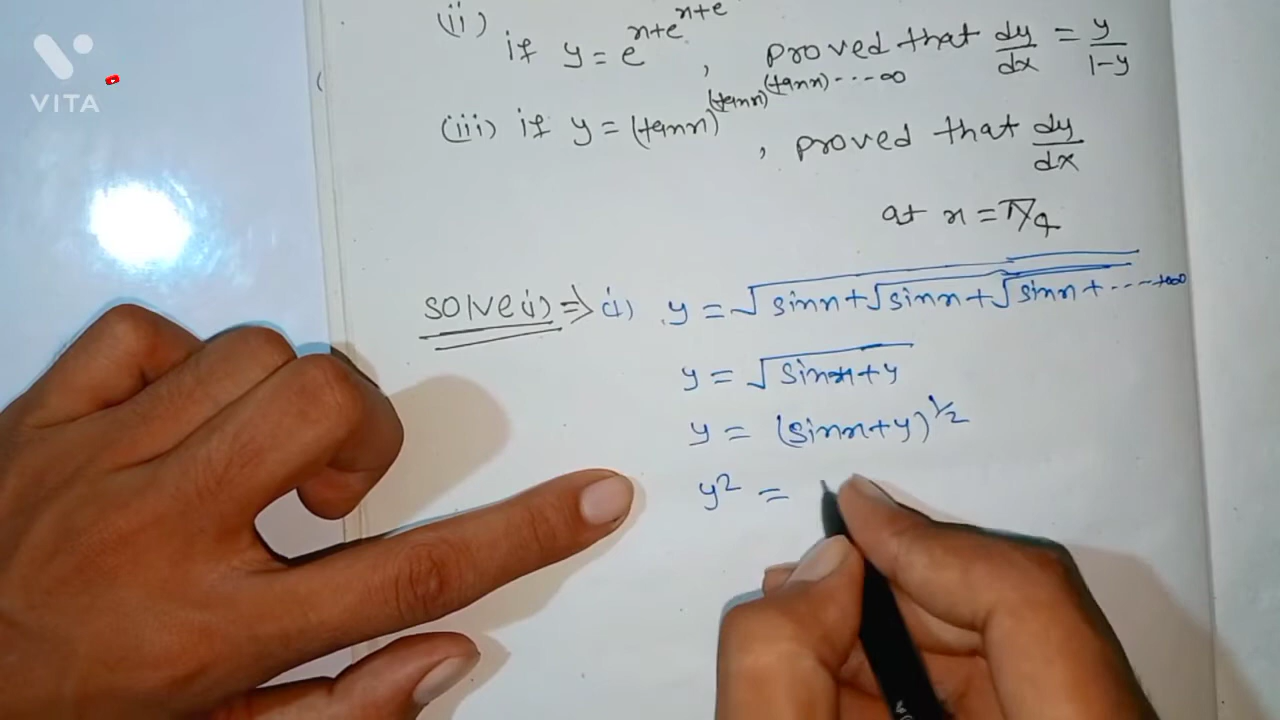 VITA
(ii) if y = e^x+e^x+e , proved that dy/dx = y/1-y
(iii) if y = (tanx)^(tanx)^(tanx)----∞ , proved that dy/dx
at x = π/4
SOLVE(i) => (i) y = √sinx + √sinx + √sinx + ----+∞
y = √sinx + y
y = (sinx+y)^1/2
y² =